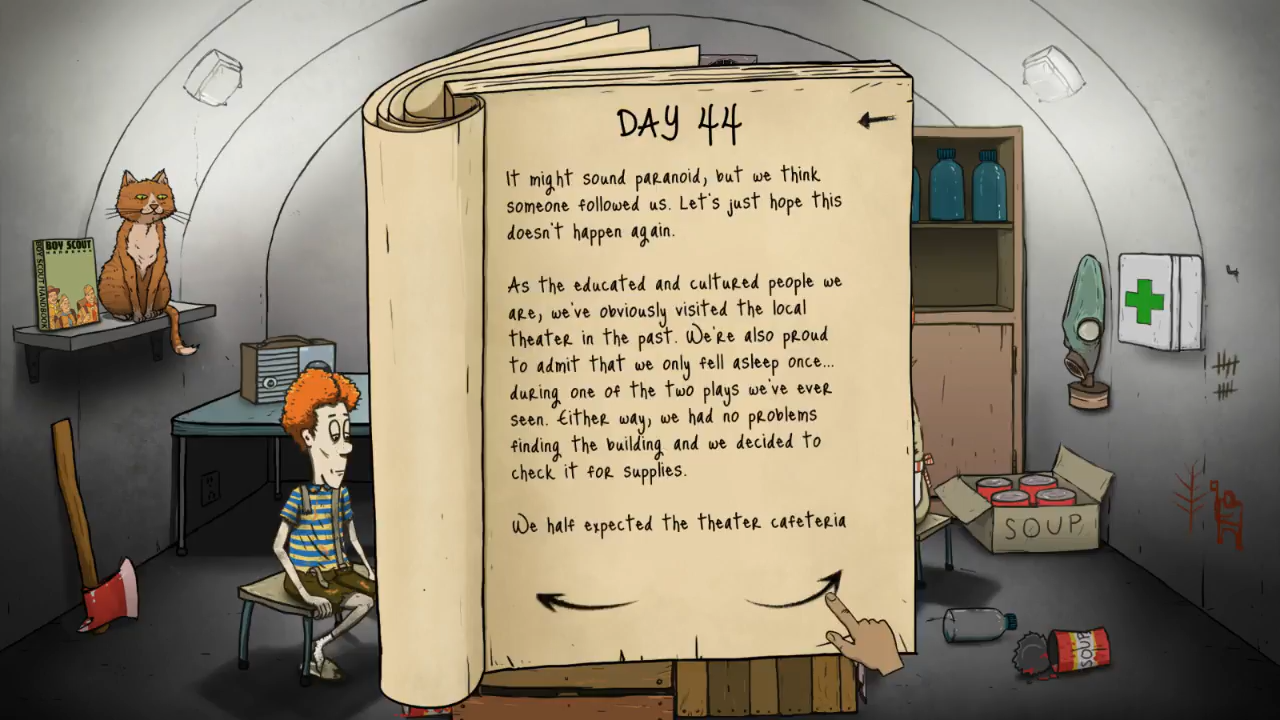 DAY 44
It might sound paranoid, but we think
someone followed us. Let's just hope this
doesn't happen again.
As the educated and cultured people we
are, we've obviously visited the local
theater in the past. We're also proud
to admit that we only fell asleep once...
during one of the two plays we've ever
seen. Either way, we had no problems
finding the building and we decided to
check it for supplies.
We half expected the theater cafeteria
BOY SCOUT
BOY SCOUT HANDBOOK
SOUP
SOUP